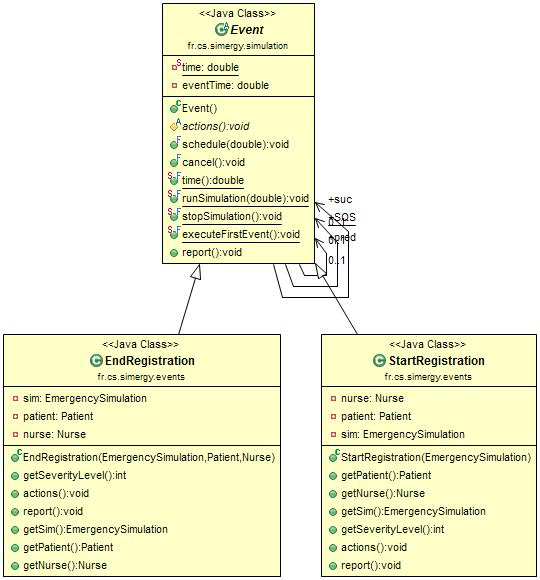 <<Java Class>>
Event
fr.cs.simergy.simulation
time: double
eventTime: double
Event()
actions():void
schedule(double):void
cancel():void
time():double
runSimulation(double):void
stopSimulation():void
executeFirstEvent():void
report():void
+suc
+SQS
0..1
+pred
0..1
0..1
<<Java Class>>
EndRegistration
fr.cs.simergy.events
sim: EmergencySimulation
patient: Patient
nurse: Nurse
EndRegistration(EmergencySimulation,Patient,Nurse)
getSeverityLevel():int
actions():void
report():void
getSim():EmergencySimulation
getPatient():Patient
getNurse():Nurse
<<Java Class>>
StartRegistration
fr.cs.simergy.events
nurse: Nurse
patient: Patient
sim: EmergencySimulation
StartRegistration(EmergencySimulation)
getPatient():Patient
getNurse():Nurse
getSim():EmergencySimulation
getSeverityLevel():int
actions():void
report():void